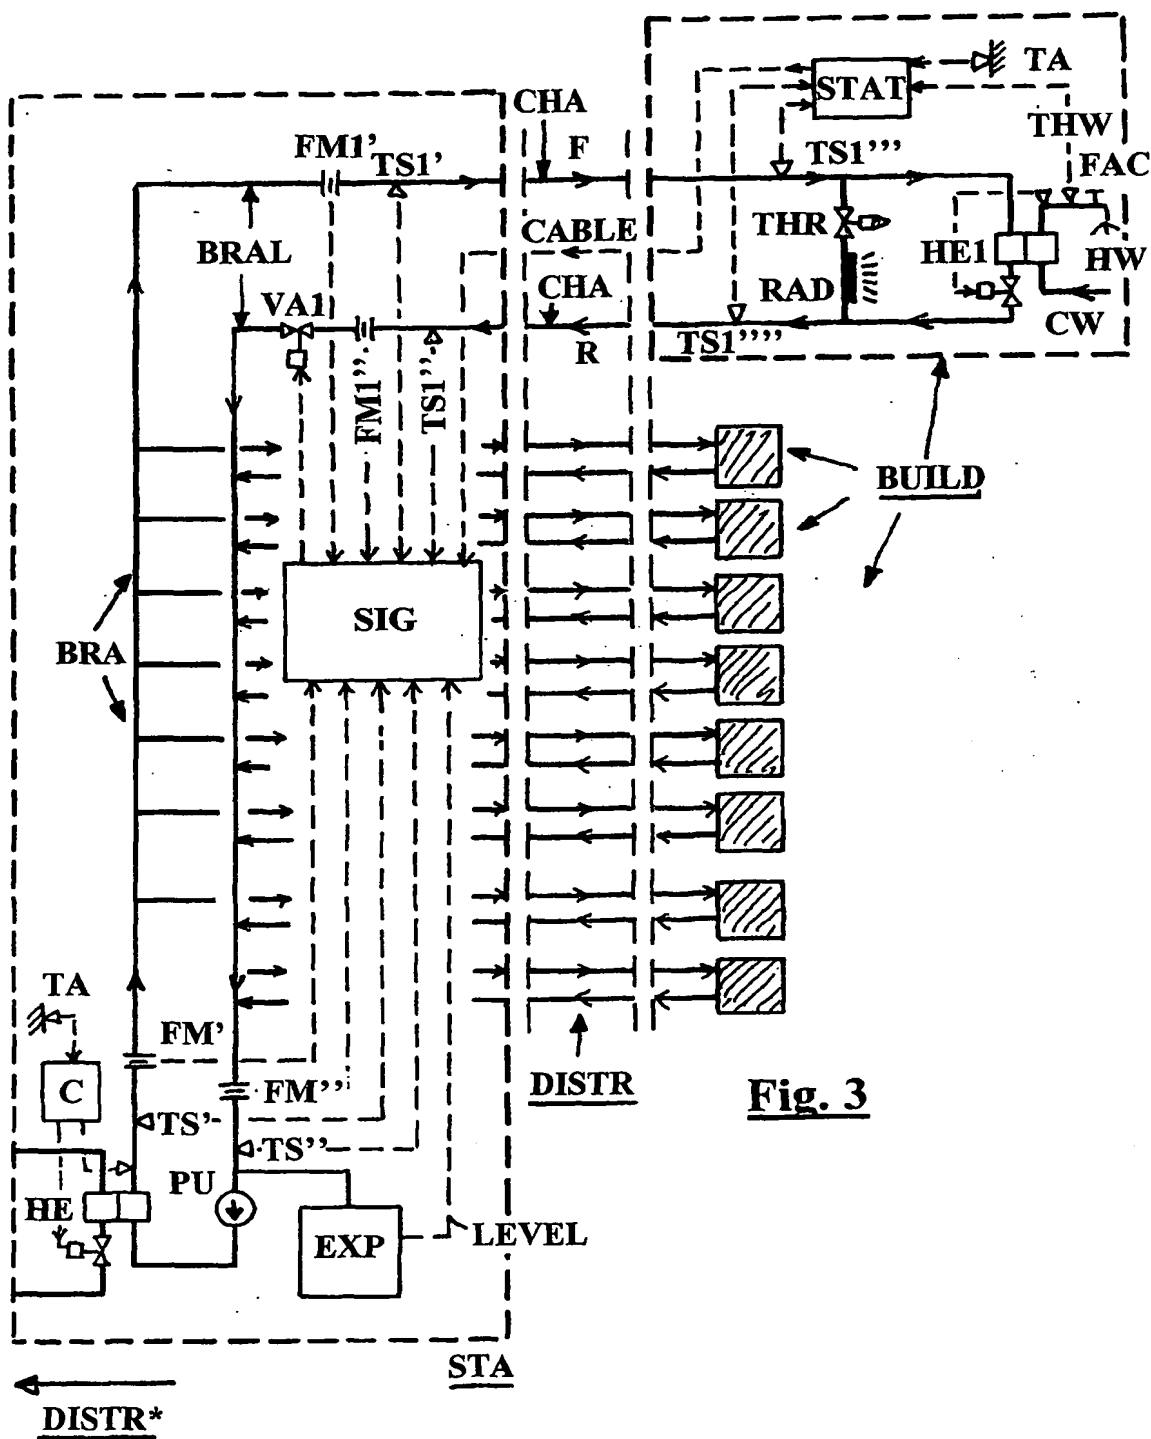 TA
STAT
CHA
THW
FM1'
TS1'
F
TS1'''
FAC
BRAL
CABLE
THR
HE1
HW
VA1
CHA
RAD
CW
R
TS1''''
FM1''
TS1''
BUILD
SIG
BRA
TA
FM'
C
FM''
DISTR
Fig. 3
TS'
TS''
PU
HE
EXP
LEVEL
STA
DISTR*